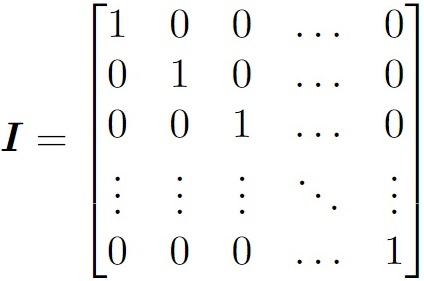 1 0 0 … 0
0 1 0 … 0
I = 0 0 1 … 0
⋮ ⋮ ⋮ ⋱ ⋮
0 0 0 … 1